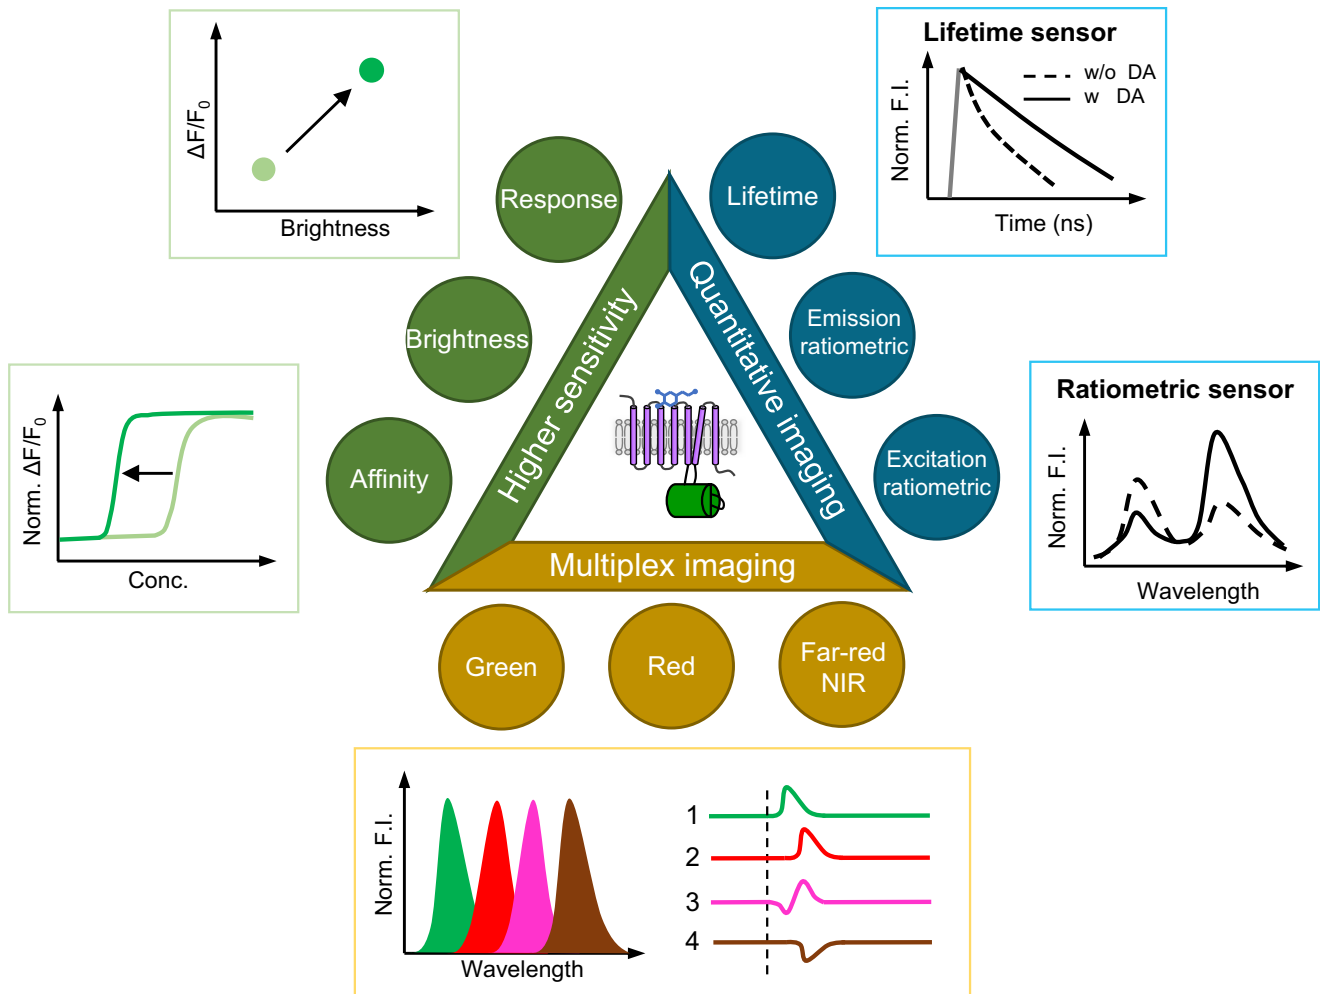 ΔF/F0
Brightness
Lifetime sensor
w/o DA
w DA
Norm. F.I.
Time (ns)
Response
Lifetime
Brightness
Emission
ratiometric
Affinity
Excitation
ratiometric
Higher sensitivity
Quantitative imaging
Multiplex imaging
Norm. ΔF/F0
Conc.
Ratiometric sensor
Norm. F.I.
Wavelength
Green
Red
Far-red
NIR
Norm. F.I.
Wavelength
1
2
3
4